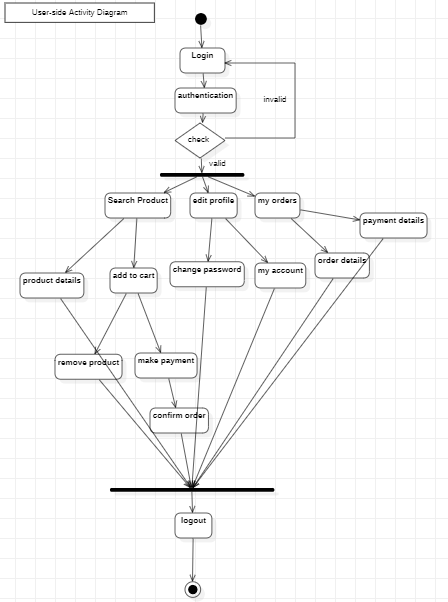 User-side Activity Diagram
Login
authentication
invalid
check
valid
Search Product
edit profile
my orders
payment details
product details
add to cart
change password
my account
order details
remove product
make payment
confirm order
logout